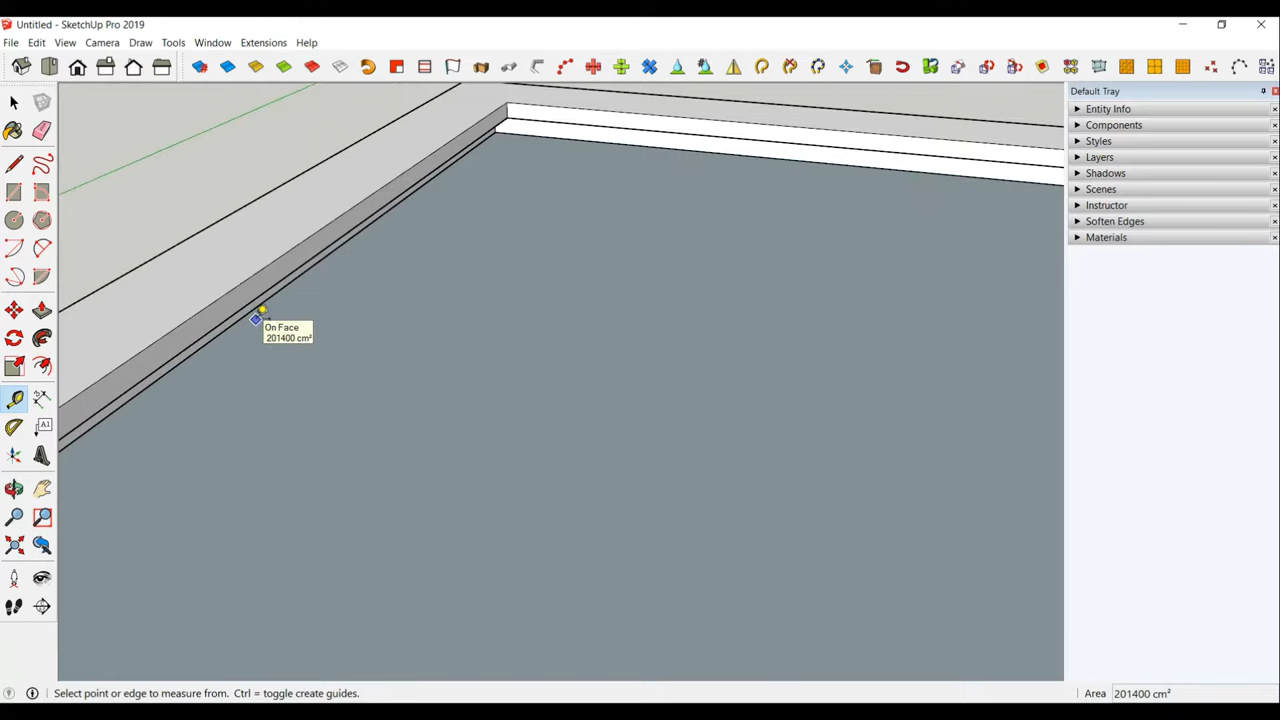 Untitled - SketchUp Pro 2019
File Edit View Camera Draw Tools Window Extensions Help
Default Tray
Entity Info
Components
Styles
Layers
Shadows
Scenes
Instructor
Soften Edges
Materials
On Face
201400 cm²
A1
Select point or edge to measure from. Ctrl = toggle create guides.
Area 201400 cm²